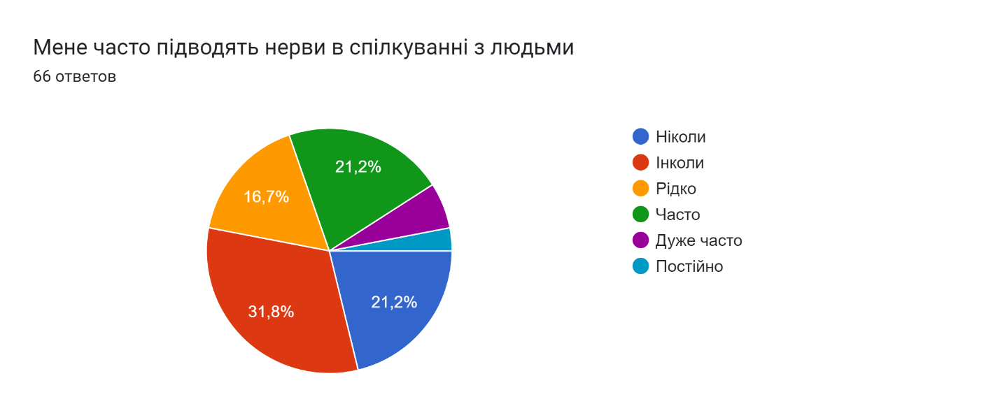 Мене часто підводять нерви в спілкуванні з людьми
66 ответов
21,2%
16,7%
31,8%
21,2%
Ніколи
Інколи
Рідко
Часто
Дуже часто
Постійно